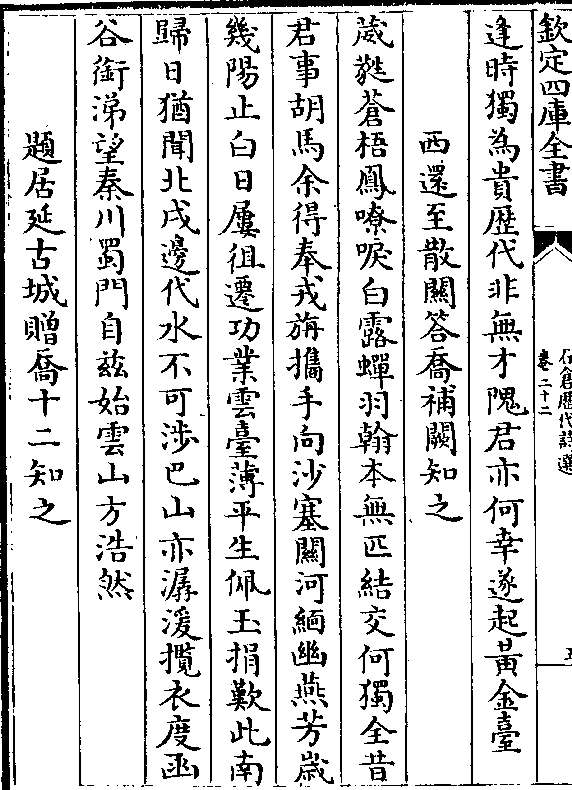 欽定四庫全書
石倉歷代詩選
卷二十二
五
逢時獨為貴歷代非無才隗君亦何幸遂起黃金臺
西還至散關答喬補闕知之
葳蕤蒼梧鳳嘹唳白露蟬羽翰本無匹結交何獨全昔
君事胡馬余得奉戎旃攜手向沙塞關河緬幽燕芳歲
幾陽止白日屢徂遷功業雲臺薄平生佩玉捐歎此南
歸日猶聞北戍邊代水不可涉巴山亦潺湲攬衣度函
谷銜涕望秦川蜀門自茲始雲山方浩然
題居延古城贈喬十二知之